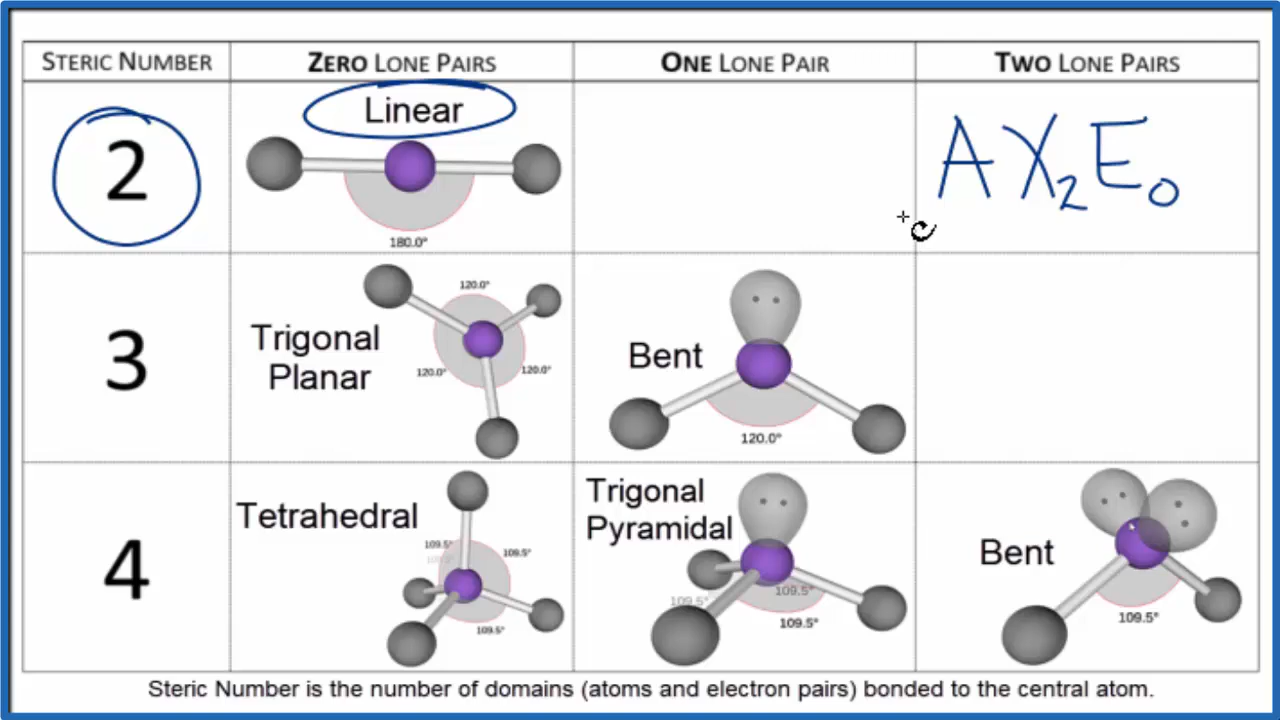 STERIC NUMBER ZERO LONE PAIRS ONE LONE PAIR TWO LONE PAIRS
2
Linear
180.0°
AX₂E₀
3
Trigonal
Planar
120.0°
120.0°
120.0°
Bent
120.0°
4
Tetrahedral
109.5°
109.5°
109.5°
Trigonal
Pyramidal
109.5°
109.5°
109.5°
Bent
109.5°
Steric Number is the number of domains (atoms and electron pairs) bonded to the central atom.